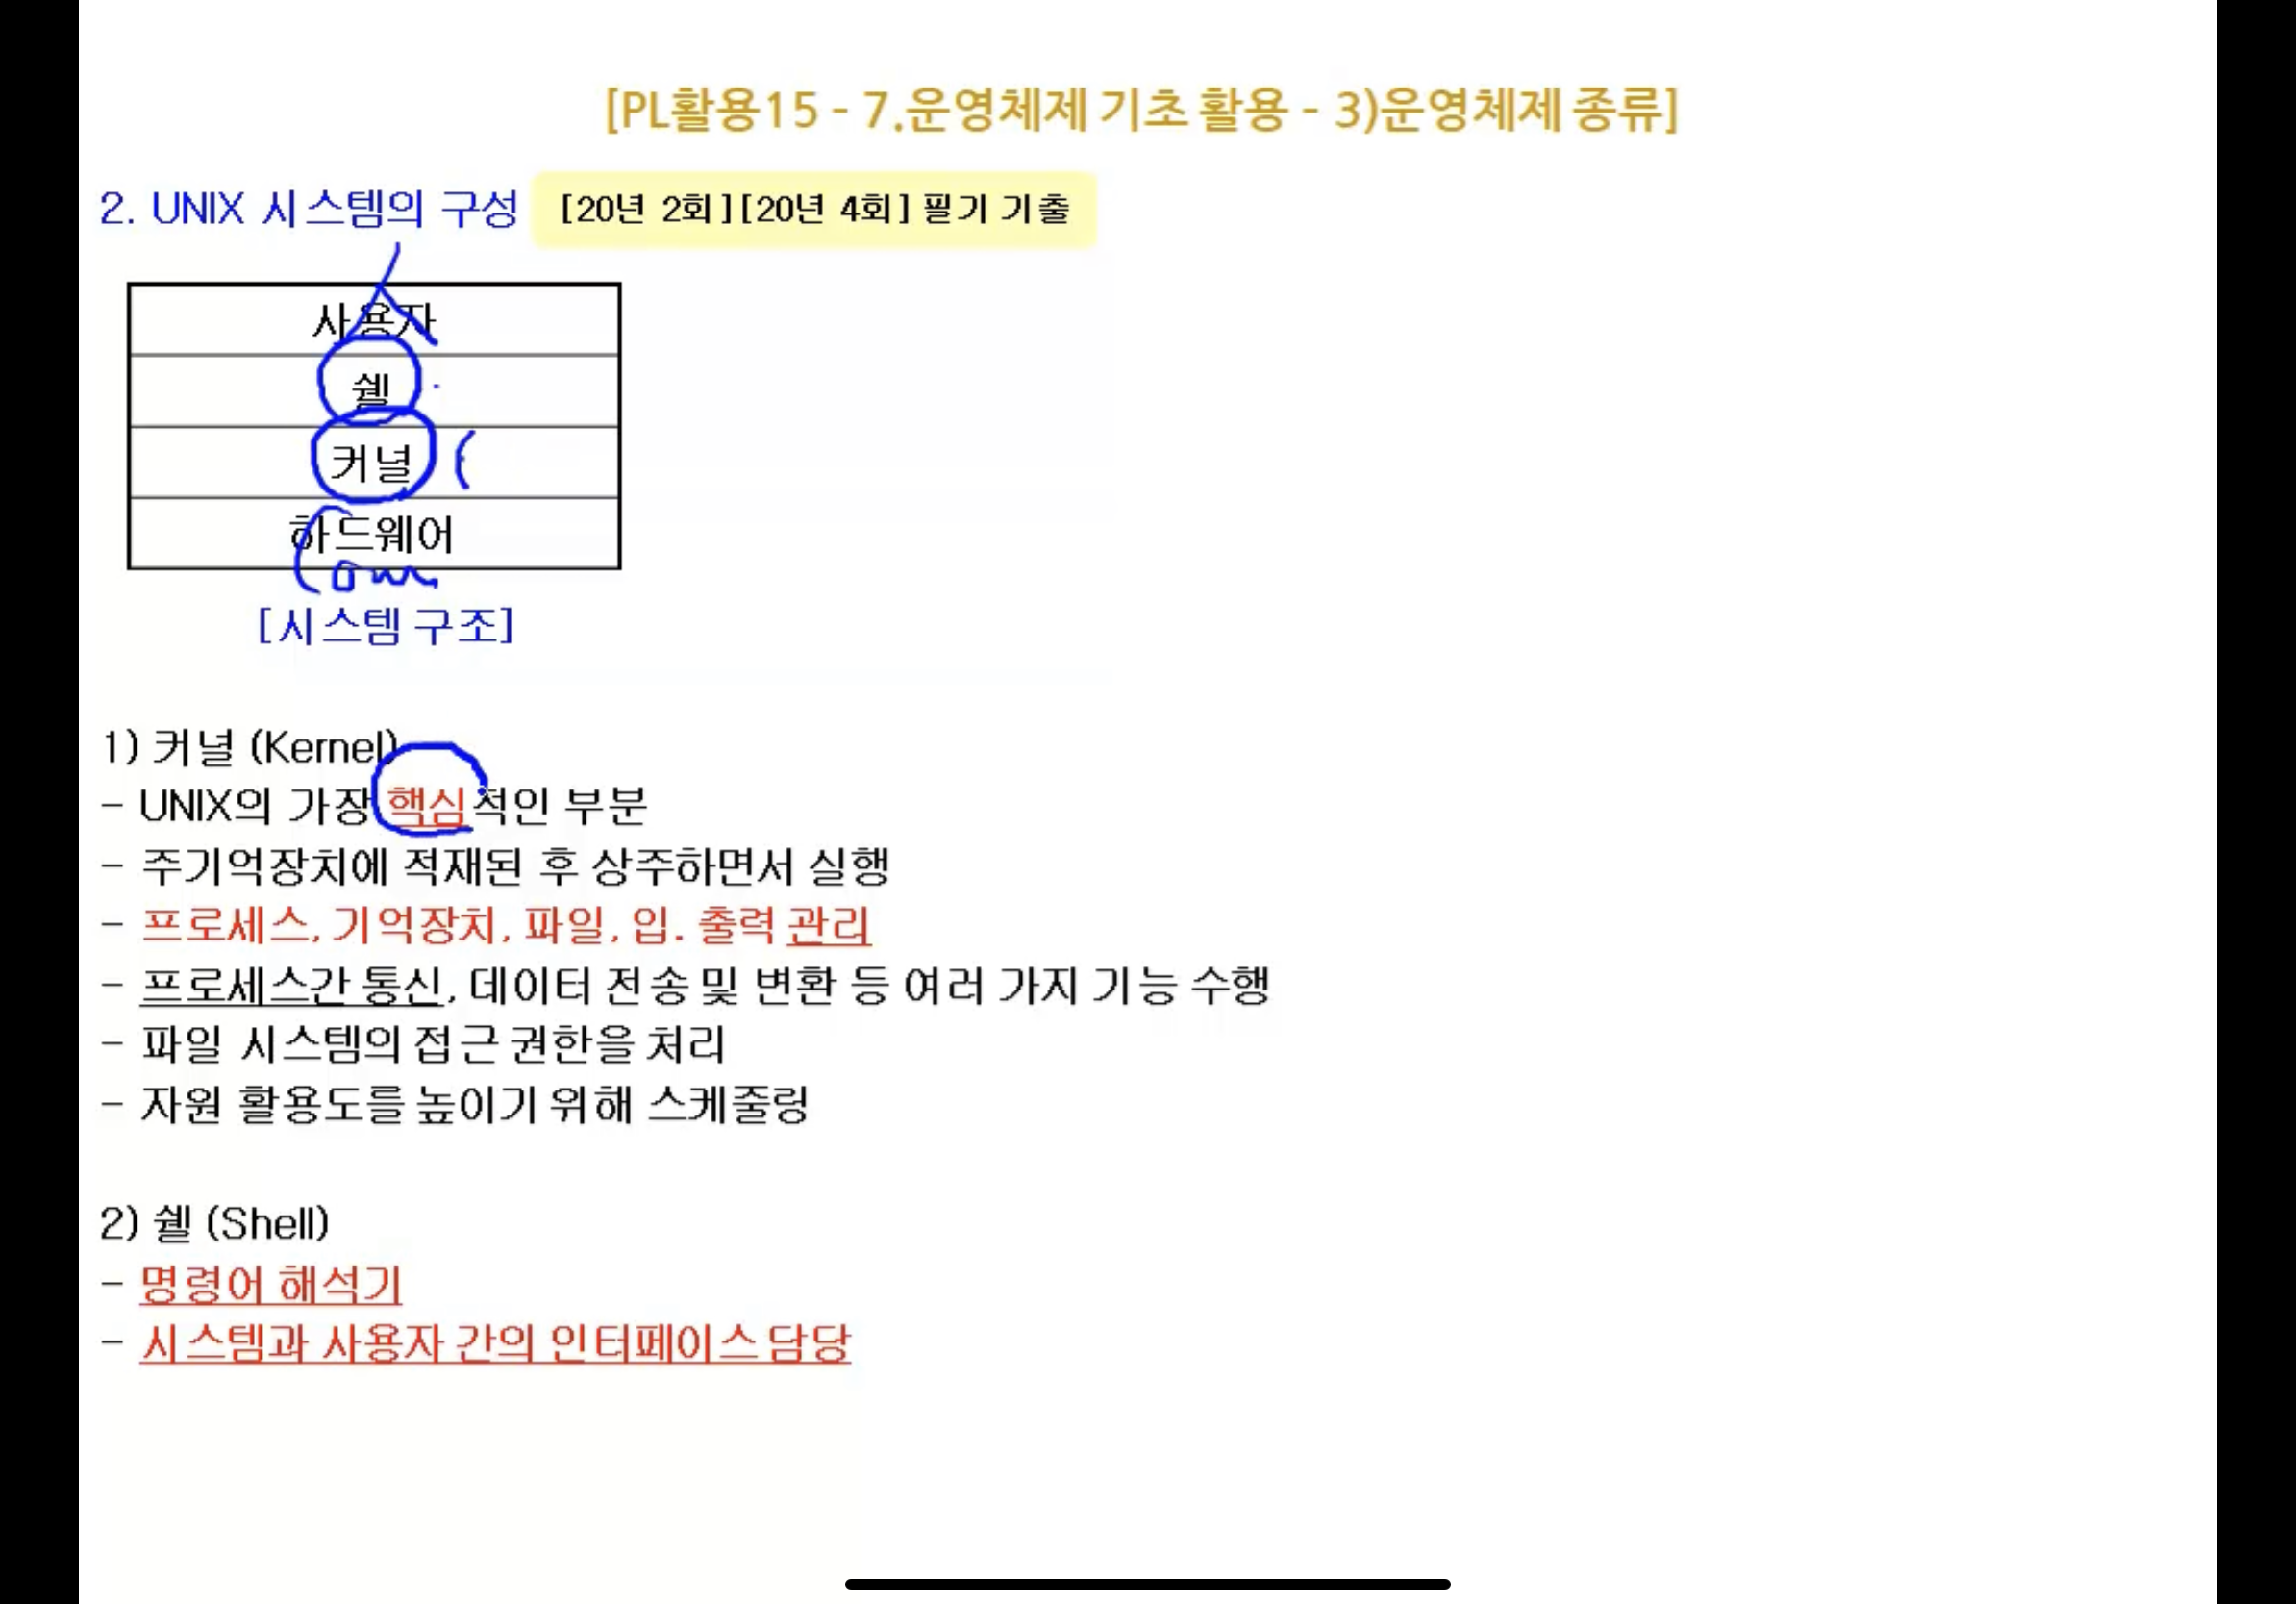 [PL활용15 - 7.운영체제 기초 활용 - 3)운영체제 종류]
2. UNIX 시스템의 구성 [20년 2회][20년 4회] 필기 기출
사용자
쉘
커널
하드웨어
[시스템 구조]
1) 커널 (Kernel)
- UNIX의 가장 핵심적인 부분
- 주기억장치에 적재된 후 상주하면서 실행
- 프로세스, 기억장치, 파일, 입. 출력 관리
- 프로세스간 통신, 데이터 전송 및 변환 등 여러 가지 기능 수행
- 파일 시스템의 접근 권한을 처리
- 자원 활용도를 높이기 위해 스케줄링
2) 쉘 (Shell)
- 명령어 해석기
- 시스템과 사용자 간의 인터페이스 담당